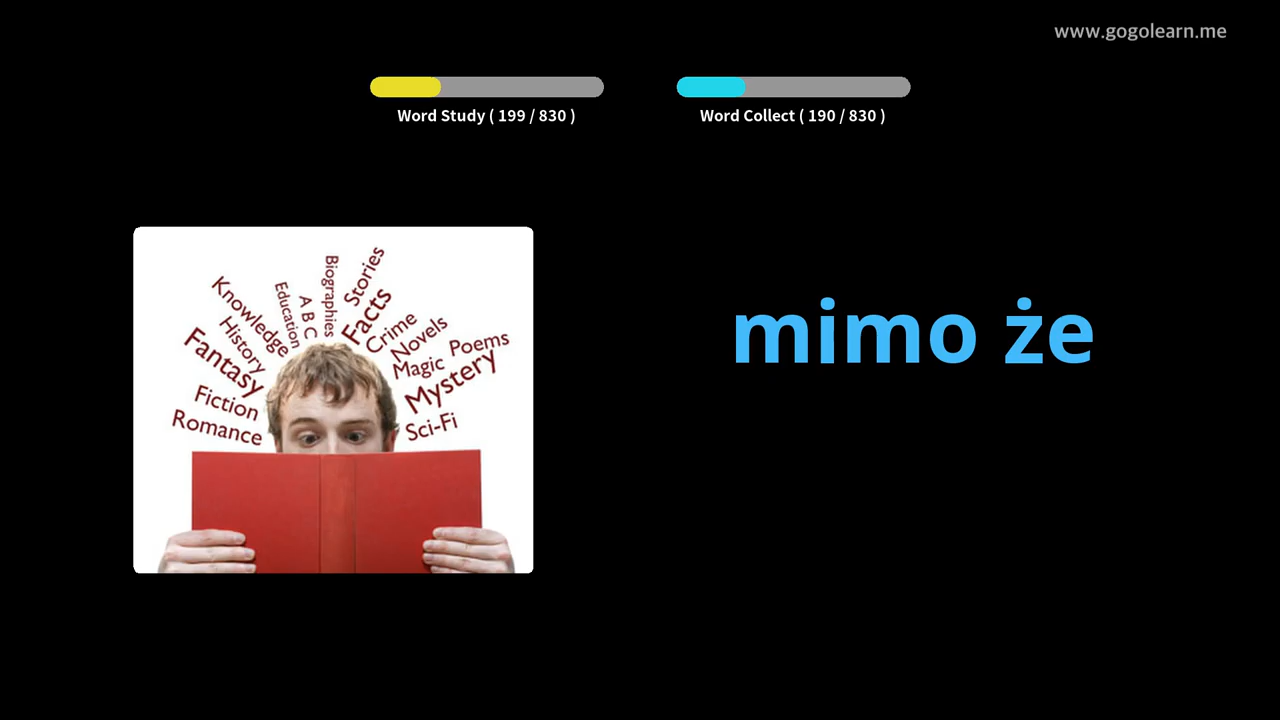 www.gogolearn.me
Word Study ( 199 / 830 )
Word Collect ( 190 / 830 )
Biographies
Stories
Education
A B C
Facts
Knowledge
Crime
History
Novels
Fantasy
Magic
Poems
Mystery
Fiction
Romance
Sci-Fi
mimo że